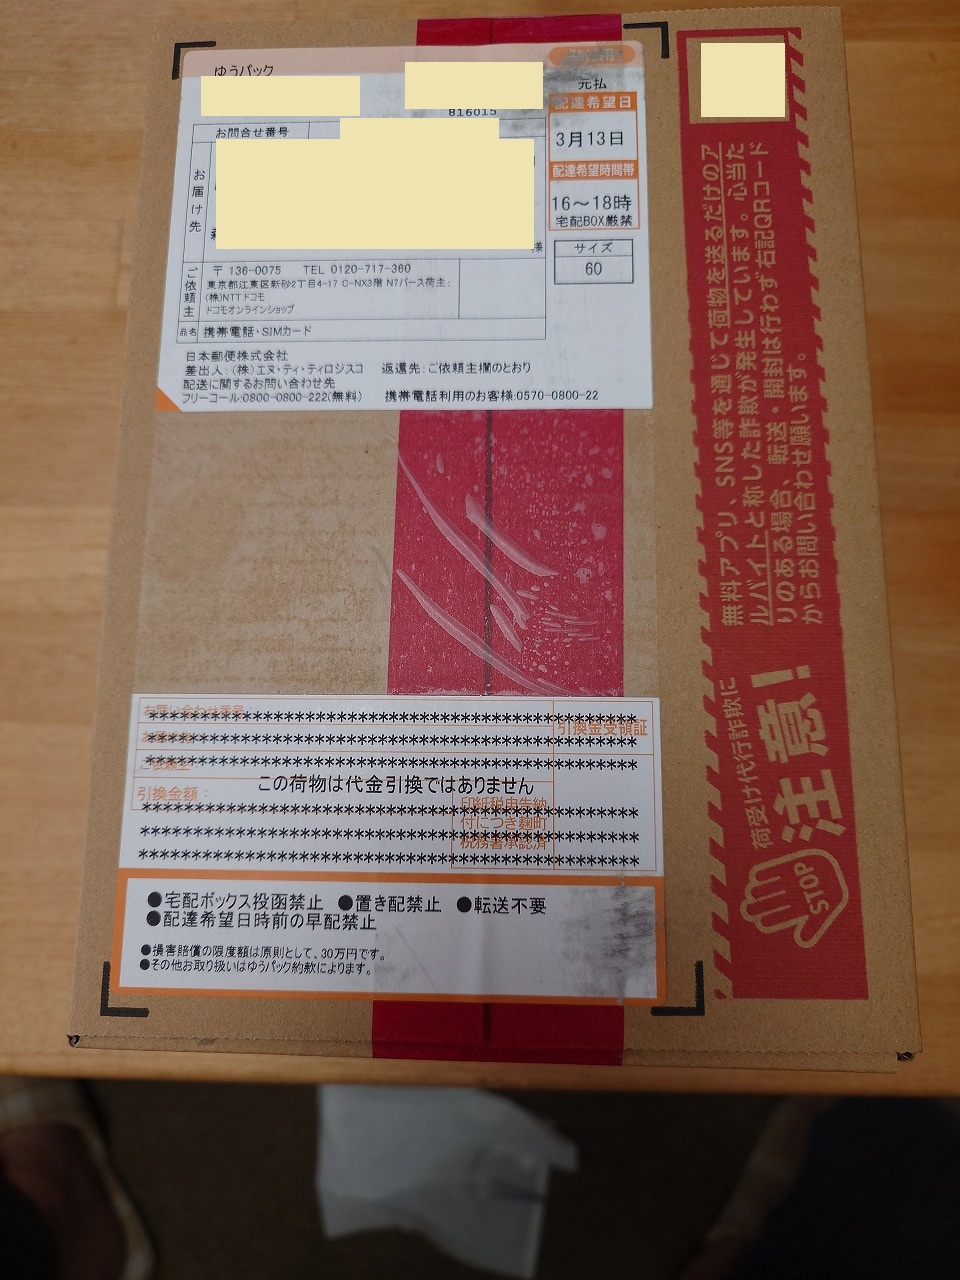 ゆうパック
元払
816015
配達希望日
お問合せ番号
3月13日
配達希望時間帯
お届け先
16～18時
宅配BOX厳禁
様
サイズ
60
ご依頼主
〒136-0075 TEL 0120-717-360
東京都江東区新砂2丁目4-17 C-NX3階 N7バース荷主:
(株)NTTドコモ
ドコモオンラインショップ
品名 携帯電話・SIMカード
日本郵便株式会社
差出人:(株)エヌ・ティ・ティロジスコ 返還先:ご依頼主欄のとおり
配送に関するお問い合わせ先
フリーコール:0800-0800-222(無料) 携帯電話利用のお客様:0570-0800-22
お問い合わせ番号:
引換金受領証
この荷物は代金引換ではありません
引換金額:
印紙税申告納
付につき麹町
税務署承認済
●宅配ボックス投函禁止 ●置き配禁止 ●転送不要
●配達希望日時前の早配禁止
●損害賠償の限度額は原則として、30万円です。
●その他お取り扱いはゆうパック約款によります。
STOP
荷受け代行詐欺に
注意！
無料アプリ、SNS等を通じて荷物を送るだけのア
ルバイトと称した詐欺が発生しています。心当た
りのある場合、転送・開封は行わず右記QRコード
からお問い合わせ願います。